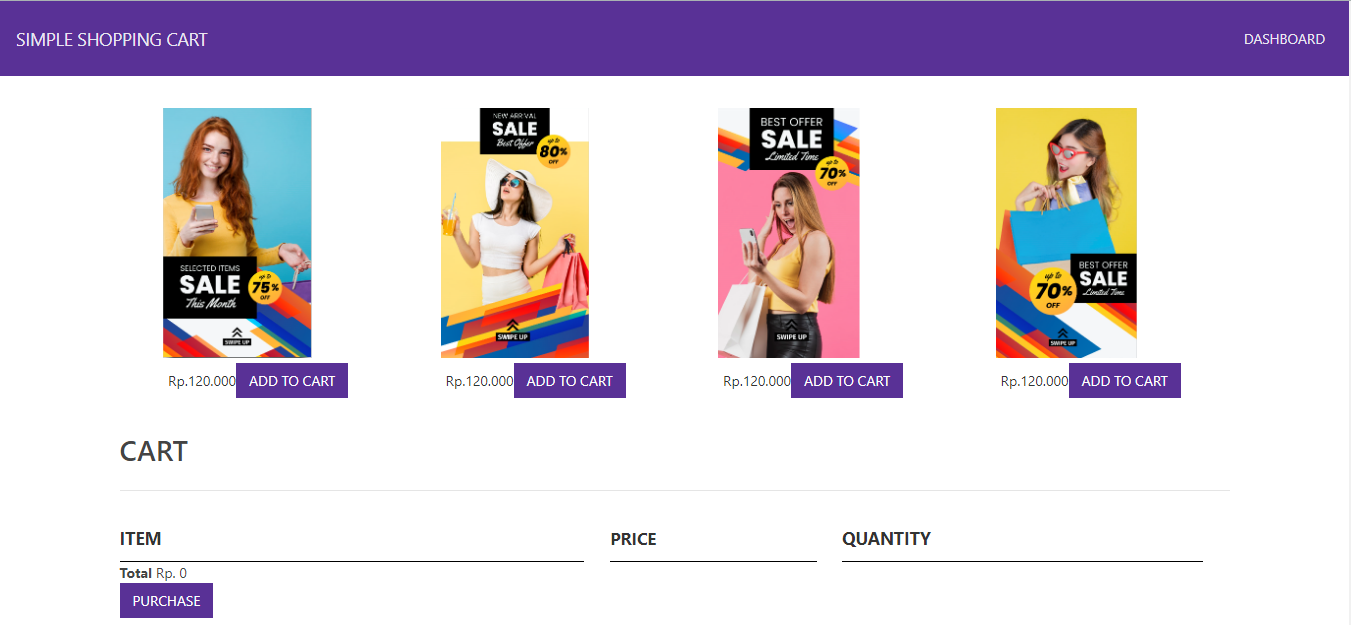 SIMPLE SHOPPING CART
DASHBOARD
SELECTED ITEMS
SALE
This Month
up to
75%
OFF
SWIPE UP
NEW ARRIVAL
SALE
Best Offer
up to
80%
OFF
SWIPE UP
BEST OFFER
SALE
Limited Time
up to
70%
OFF
SWIPE UP
BEST OFFER
SALE
Limited Time
up to
70%
OFF
SWIPE UP
Rp.120.000 ADD TO CART
Rp.120.000 ADD TO CART
Rp.120.000 ADD TO CART
Rp.120.000 ADD TO CART
CART
ITEM
PRICE
QUANTITY
Total Rp. 0
PURCHASE